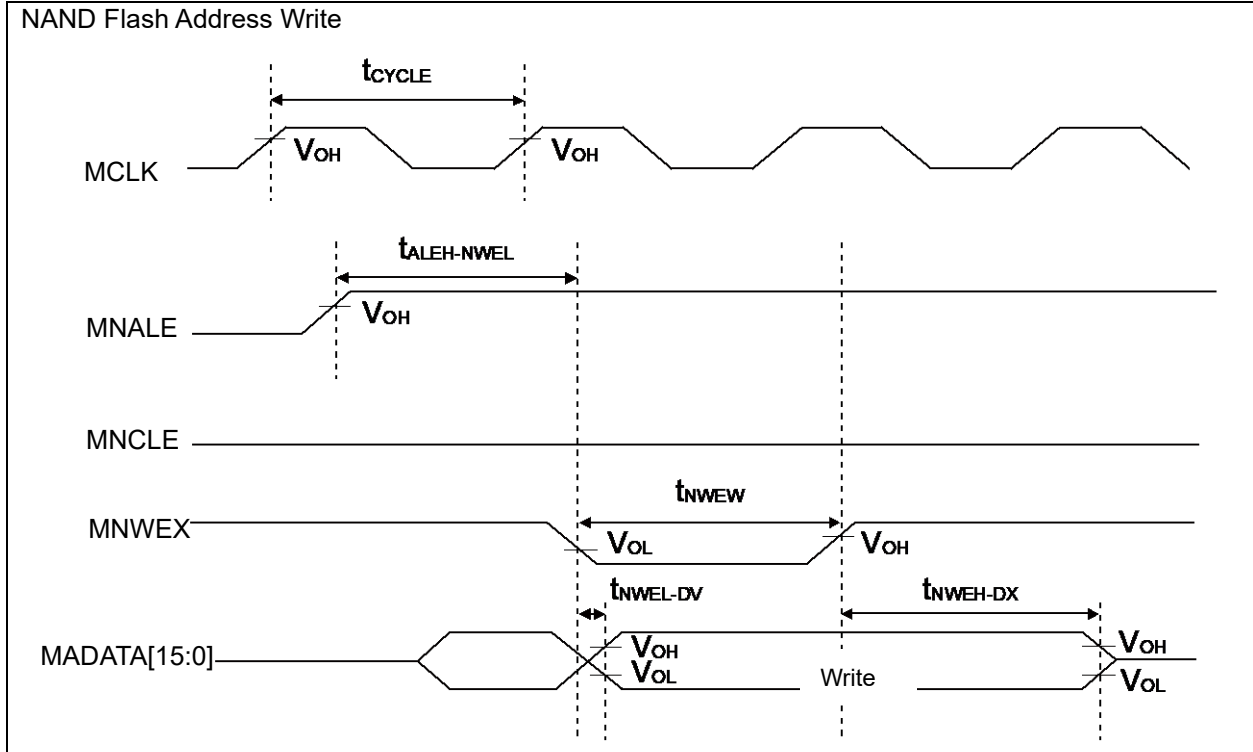 NAND Flash Address Write
tCYCLE
VOH
VOH
MCLK
tALEH-NWEL
VOH
MNALE
MNCLE
tNWEW
MNWEX
VOL
VOH
tNWEL-DV
tNWEH-DX
VOH
VOH
MADATA[15:0]
VOL
Write
VOL